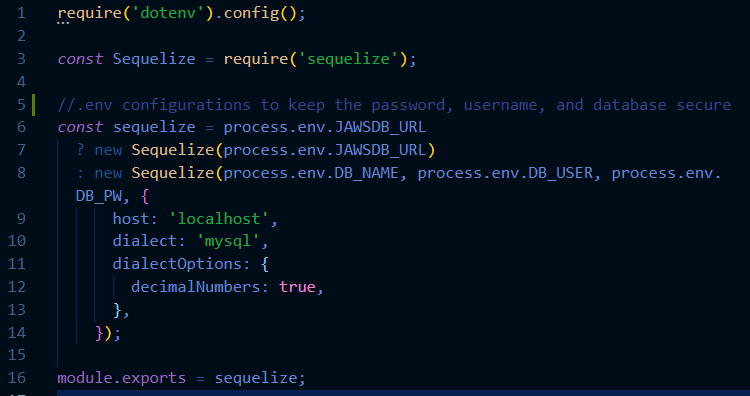 1 require('dotenv').config();
2
3 const Sequelize = require('sequelize');
4
5 //.env configurations to keep the password, username, and database secure
6 const sequelize = process.env.JAWSDB_URL
7 ? new Sequelize(process.env.JAWSDB_URL)
8 : new Sequelize(process.env.DB_NAME, process.env.DB_USER, process.env.
DB_PW, {
9 host: 'localhost',
10 dialect: 'mysql',
11 dialectOptions: {
12 decimalNumbers: true,
13 },
14 });
15
16 module.exports = sequelize;